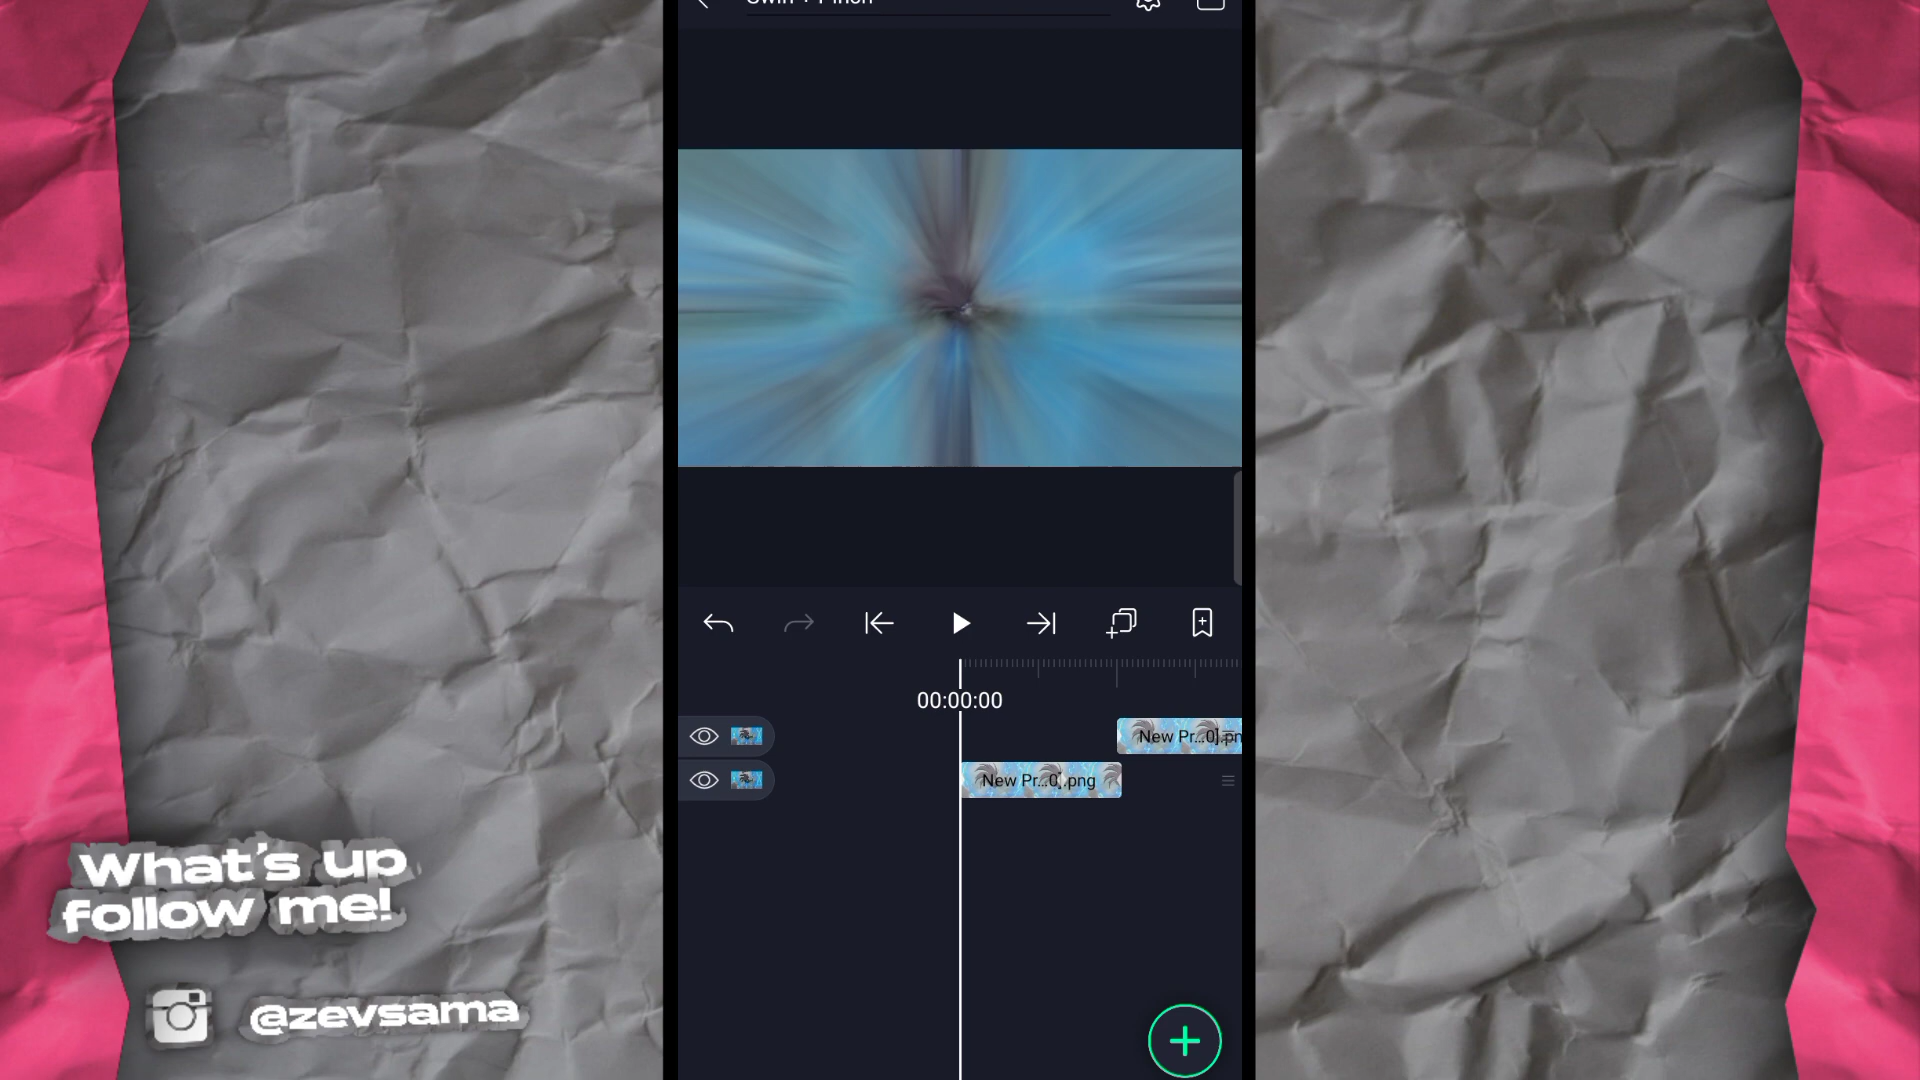 00:00:00
New Pr...0].pn
New Pr...0].png
What's up
follow me!
@zevsama